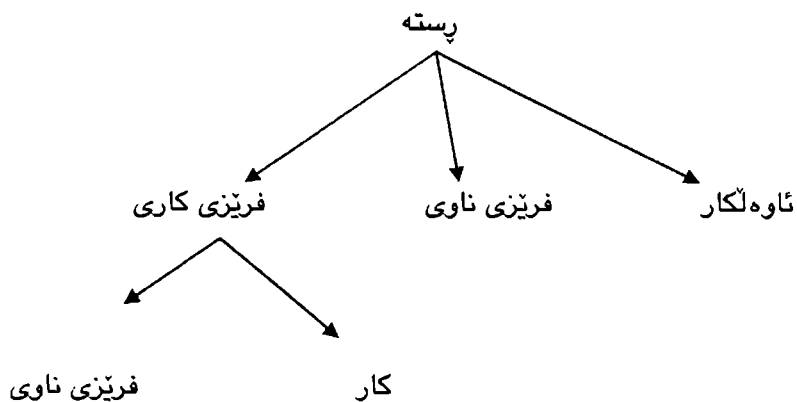 ڕستە
ئاوەڵکار فرێزی ناوی فرێزی کاری
کار فرێزی ناوی